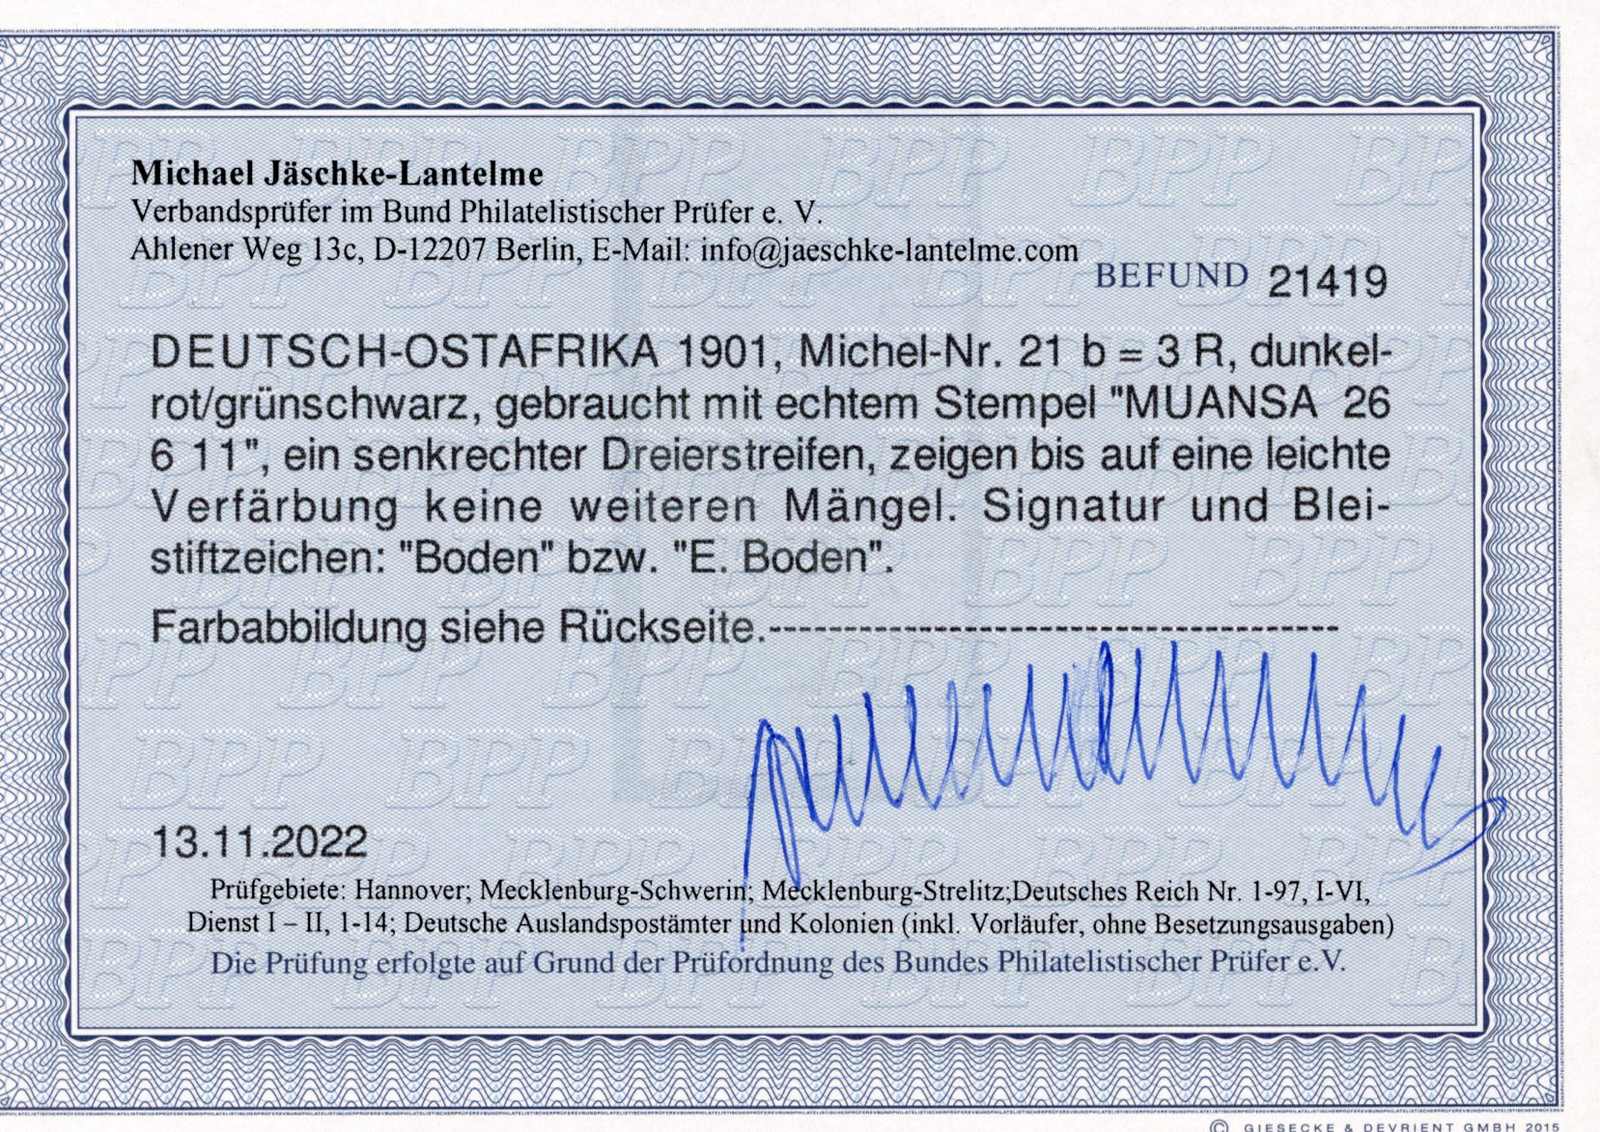 Michael Jäschke-Lantelme
Verbandsprüfer im Bund Philatelistischer Prüfer e. V.
Ahlener Weg 13c, D-12207 Berlin, E-Mail: info@jaeschke-lantelme.com
BEFUND 21419
DEUTSCH-OSTAFRIKA 1901, Michel-Nr. 21 b = 3 R, dunkel-
rot/grünschwarz, gebraucht mit echtem Stempel "MUANSA 26
6 11", ein senkrechter Dreierstreifen, zeigen bis auf eine leichte
Verfärbung keine weiteren Mängel. Signatur und Blei-
stiftzeichen: "Boden" bzw. "E. Boden".
Farbabbildung siehe Rückseite.--------------------------------------
13.11.2022
Prüfgebiete: Hannover; Mecklenburg-Schwerin; Mecklenburg-Strelitz;Deutsches Reich Nr. 1-97, I-VI,
Dienst I – II, 1-14; Deutsche Auslandspostämter und Kolonien (inkl. Vorläufer, ohne Besetzungsausgaben)
Die Prüfung erfolgte auf Grund der Prüfordnung des Bundes Philatelistischer Prüfer e.V.
© GIESECKE & DEVRIENT GMBH 2015